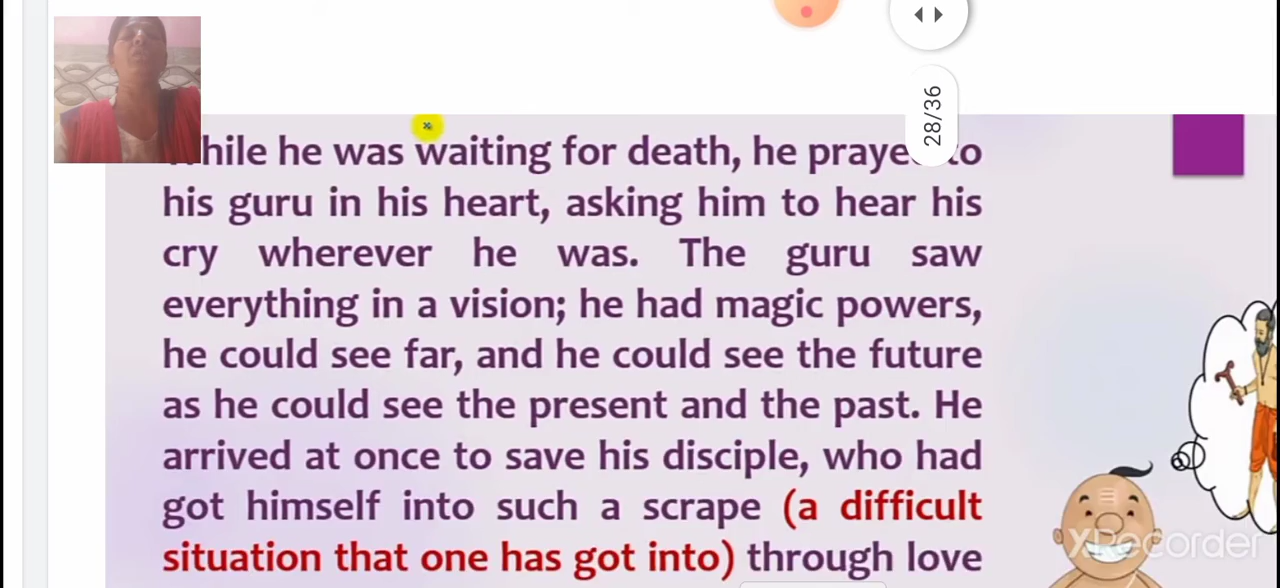 28/36
hile he was waiting for death, he praye to
his guru in his heart, asking him to hear his
cry wherever he was. The guru saw
everything in a vision; he had magic powers,
he could see far, and he could see the future
as he could see the present and the past. He
arrived at once to save his disciple, who had
got himself into such a scrape (a difficult
situation that one has got into) through love
XRecorder